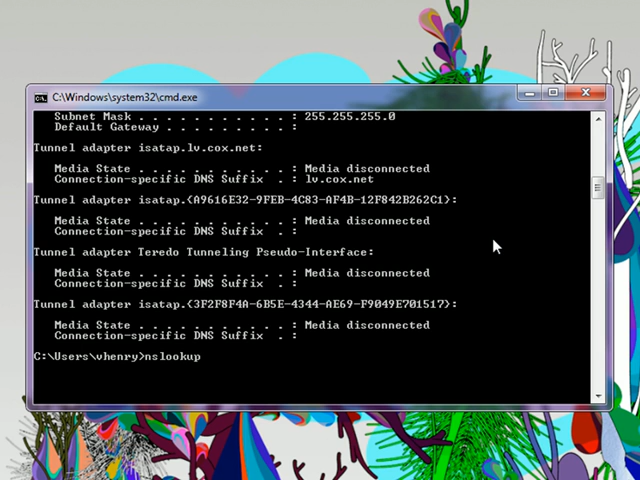 C:\Windows\system32\cmd.exe
Subnet Mask . . . . . . . . . . . : 255.255.255.0
Default Gateway . . . . . . . . . :
Tunnel adapter isatap.lv.cox.net:
Media State . . . . . . . . . . . : Media disconnected
Connection-specific DNS Suffix  . : lv.cox.net
Tunnel adapter isatap.{A9616E32-9FEB-4C83-AF4B-12F842B262C1}:
Media State . . . . . . . . . . . : Media disconnected
Connection-specific DNS Suffix  . :
Tunnel adapter Teredo Tunneling Pseudo-Interface:
Media State . . . . . . . . . . . : Media disconnected
Connection-specific DNS Suffix  . :
Tunnel adapter isatap.{3F2F8F4A-6B5E-4344-AE69-F9049E701517}:
Media State . . . . . . . . . . . : Media disconnected
Connection-specific DNS Suffix  . :
C:\Users\vhenry>nslookup